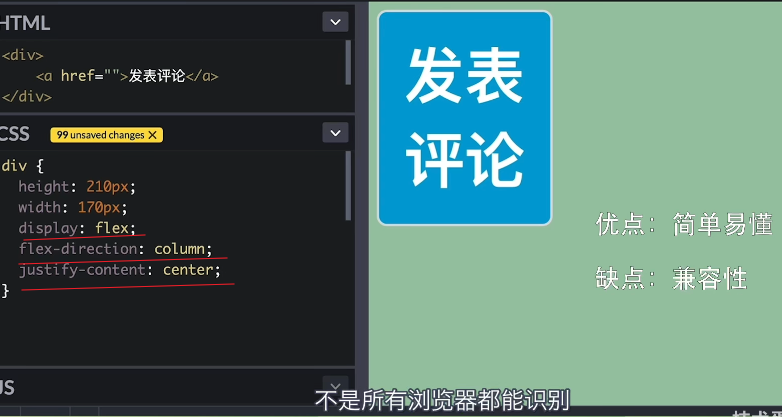 HTML
<div>
<a href="">发表评论</a>
</div>
CSS
99 unsaved changes ×
div {
height: 210px;
width: 170px;
display: flex;
flex-direction: column;
justify-content: center;
}
JS
发表
评论
优点：简单易懂
缺点：兼容性
不是所有浏览器都能识别